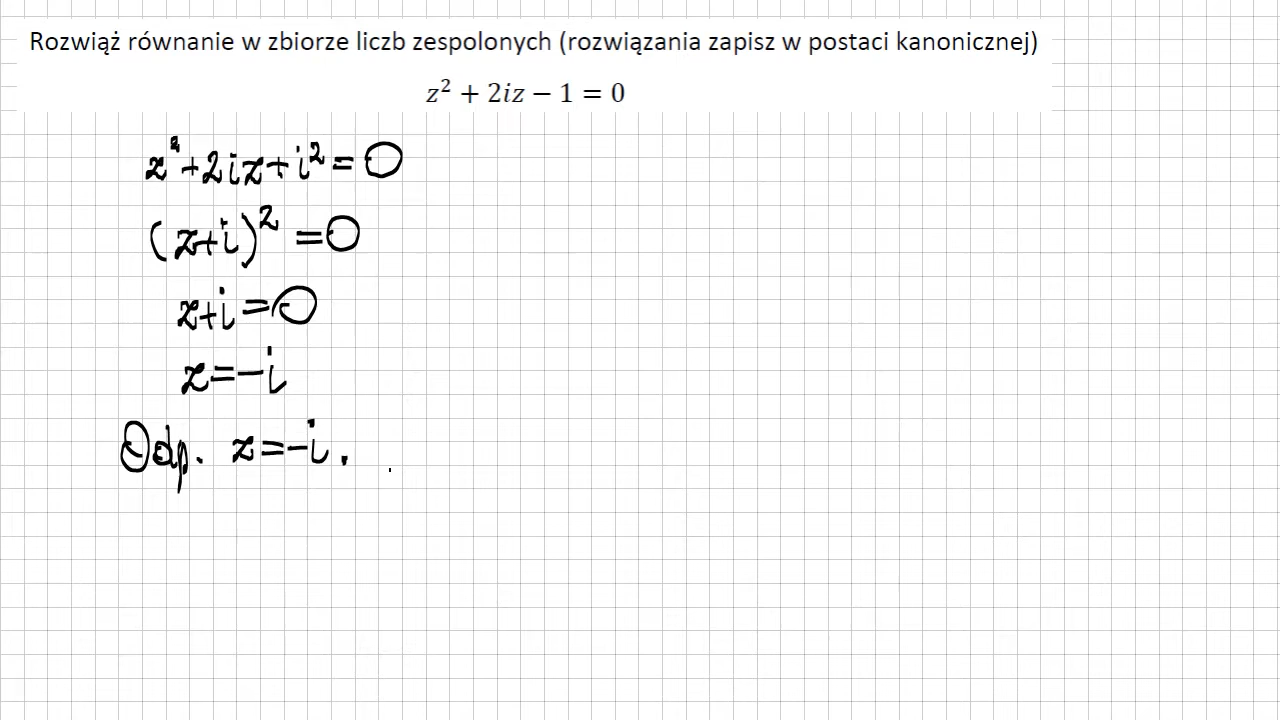 Rozwiąż równanie w zbiorze liczb zespolonych (rozwiązania zapisz w postaci kanonicznej)
z² + 2iz − 1 = 0
z²+2iz+i²=0
(z+i)²=0
z+i=0
z=-i
Odp. z=-i.